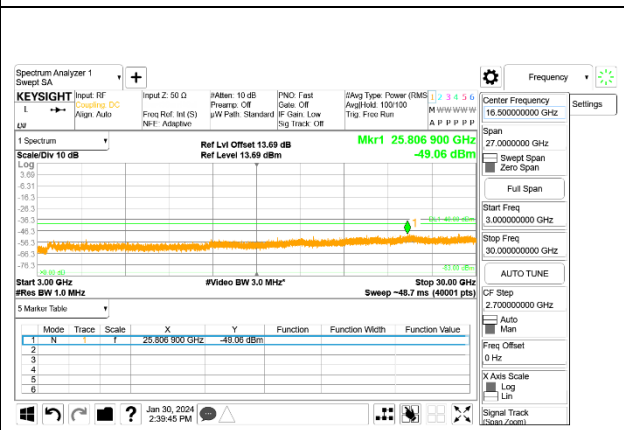 Spectrum Analyzer 1
Swept SA
+
Frequency
KEYSIGHT
L
Input: RF
Coupling: DC
Align: Auto
Input Z: 50 Ω
Freq Ref: Int (S)
NFE: Adaptive
#Atten: 10 dB
Preamp: Off
µW Path: Standard
PNO: Fast
Gate: Off
IF Gain: Low
Sig Track: Off
#Avg Type: Power (RMS
Avg|Hold: 100/100
Trig: Free Run
1 2 3 4 5 6
M W W W W W
A P P P P P
Center Frequency
16.500000000 GHz
Settings
Span
27.0000000 GHz
Swept Span
Zero Span
Full Span
Start Freq
3.000000000 GHz
Stop Freq
30.000000000 GHz
AUTO TUNE
CF Step
2.700000000 GHz
Auto
Man
Freq Offset
0 Hz
X Axis Scale
Log
Lin
Signal Track
(Span Zoom)
1 Spectrum
Scale/Div 10 dB
Ref Lvl Offset 13.69 dB
Ref Level 13.69 dBm
Mkr1 25.806 900 GHz
-49.06 dBm
Log
3.69
-6.31
-16.3
-26.3
-36.3
-46.3
-56.3
-66.3
-76.3
1
Start 3.00 GHz
#Res BW 1.0 MHz
#Video BW 3.0 MHz*
Stop 30.00 GHz
Sweep ~48.7 ms (40001 pts)
5 Marker Table
Mode Trace Scale X Y Function Function Width Function Value
1 N 1 f 25.806 900 GHz -49.06 dBm
2
3
4
5
6
?
Jan 30, 2024
2:39:45 PM